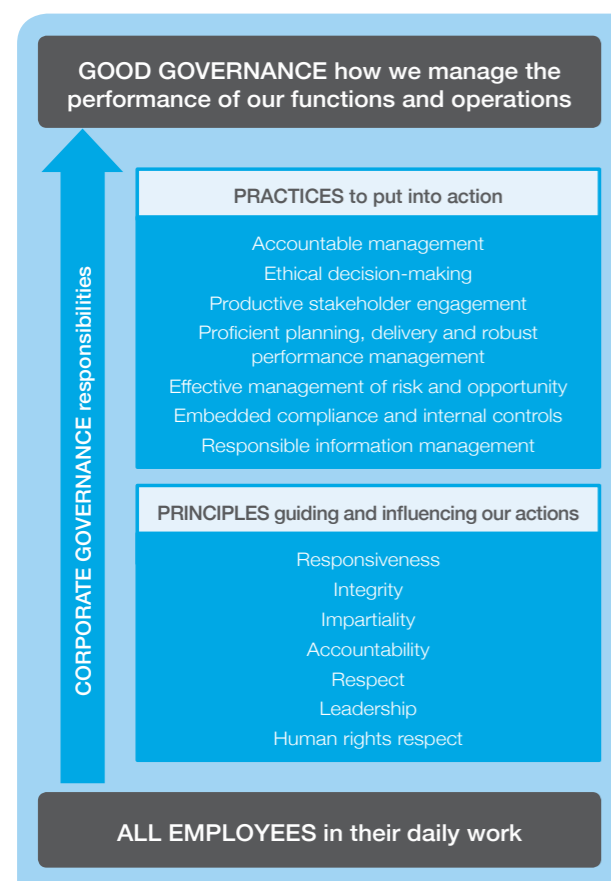 GOOD GOVERNANCE how we manage the
performance of our functions and operations
CORPORATE GOVERNANCE responsibilities
PRACTICES to put into action
Accountable management
Ethical decision-making
Productive stakeholder engagement
Proficient planning, delivery and robust
performance management
Effective management of risk and opportunity
Embedded compliance and internal controls
Responsible information management
PRINCIPLES guiding and influencing our actions
Responsiveness
Integrity
Impartiality
Accountability
Respect
Leadership
Human rights respect
ALL EMPLOYEES in their daily work